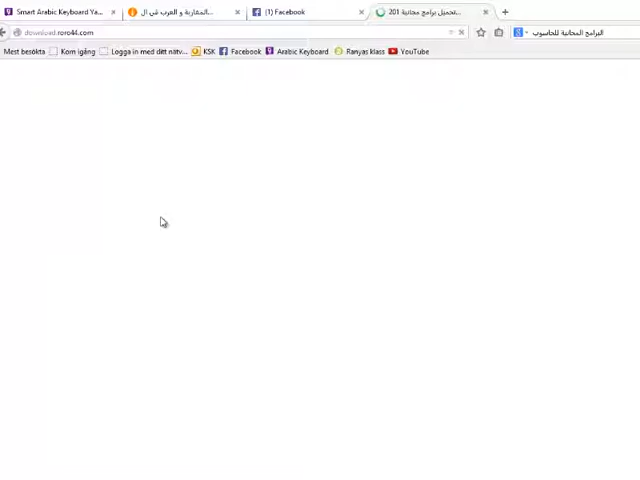 Smart Arabic Keyboard Ya... المقاربة و العرب في ال... (1) Facebook تحميل برامج مجانية 201...
download.roro44.com البرامج المجانية للحاسوب
Mest besökta Kom igång Logga in med ditt nätv... KSK Facebook Arabic Keyboard Ranyas klass YouTube